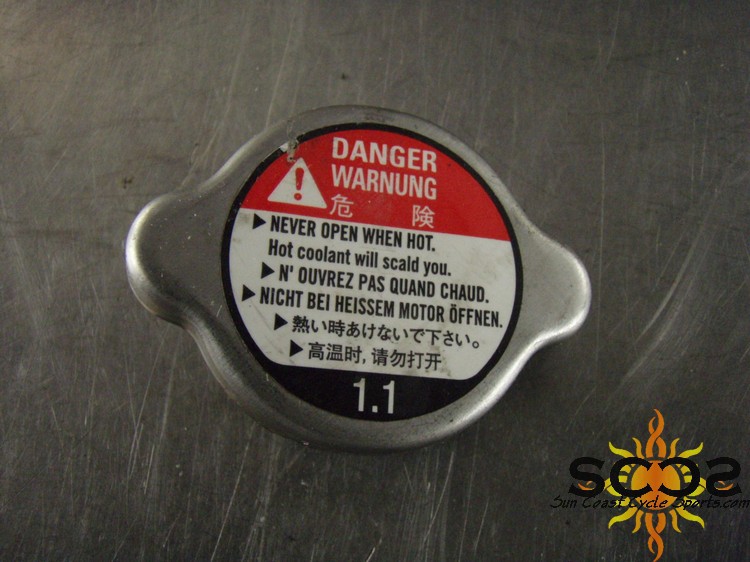 DANGER
WARNUNG
危 険
▶ NEVER OPEN WHEN HOT.
Hot coolant will scald you.
▶ N' OUVREZ PAS QUAND CHAUD.
▶ NICHT BEI HEISSEM MOTOR ÖFFNEN.
▶ 熱い時あけないで下さい。
▶ 高温时, 请勿打开
1.1
SCCS
Sun Coast Cycle Sports.com